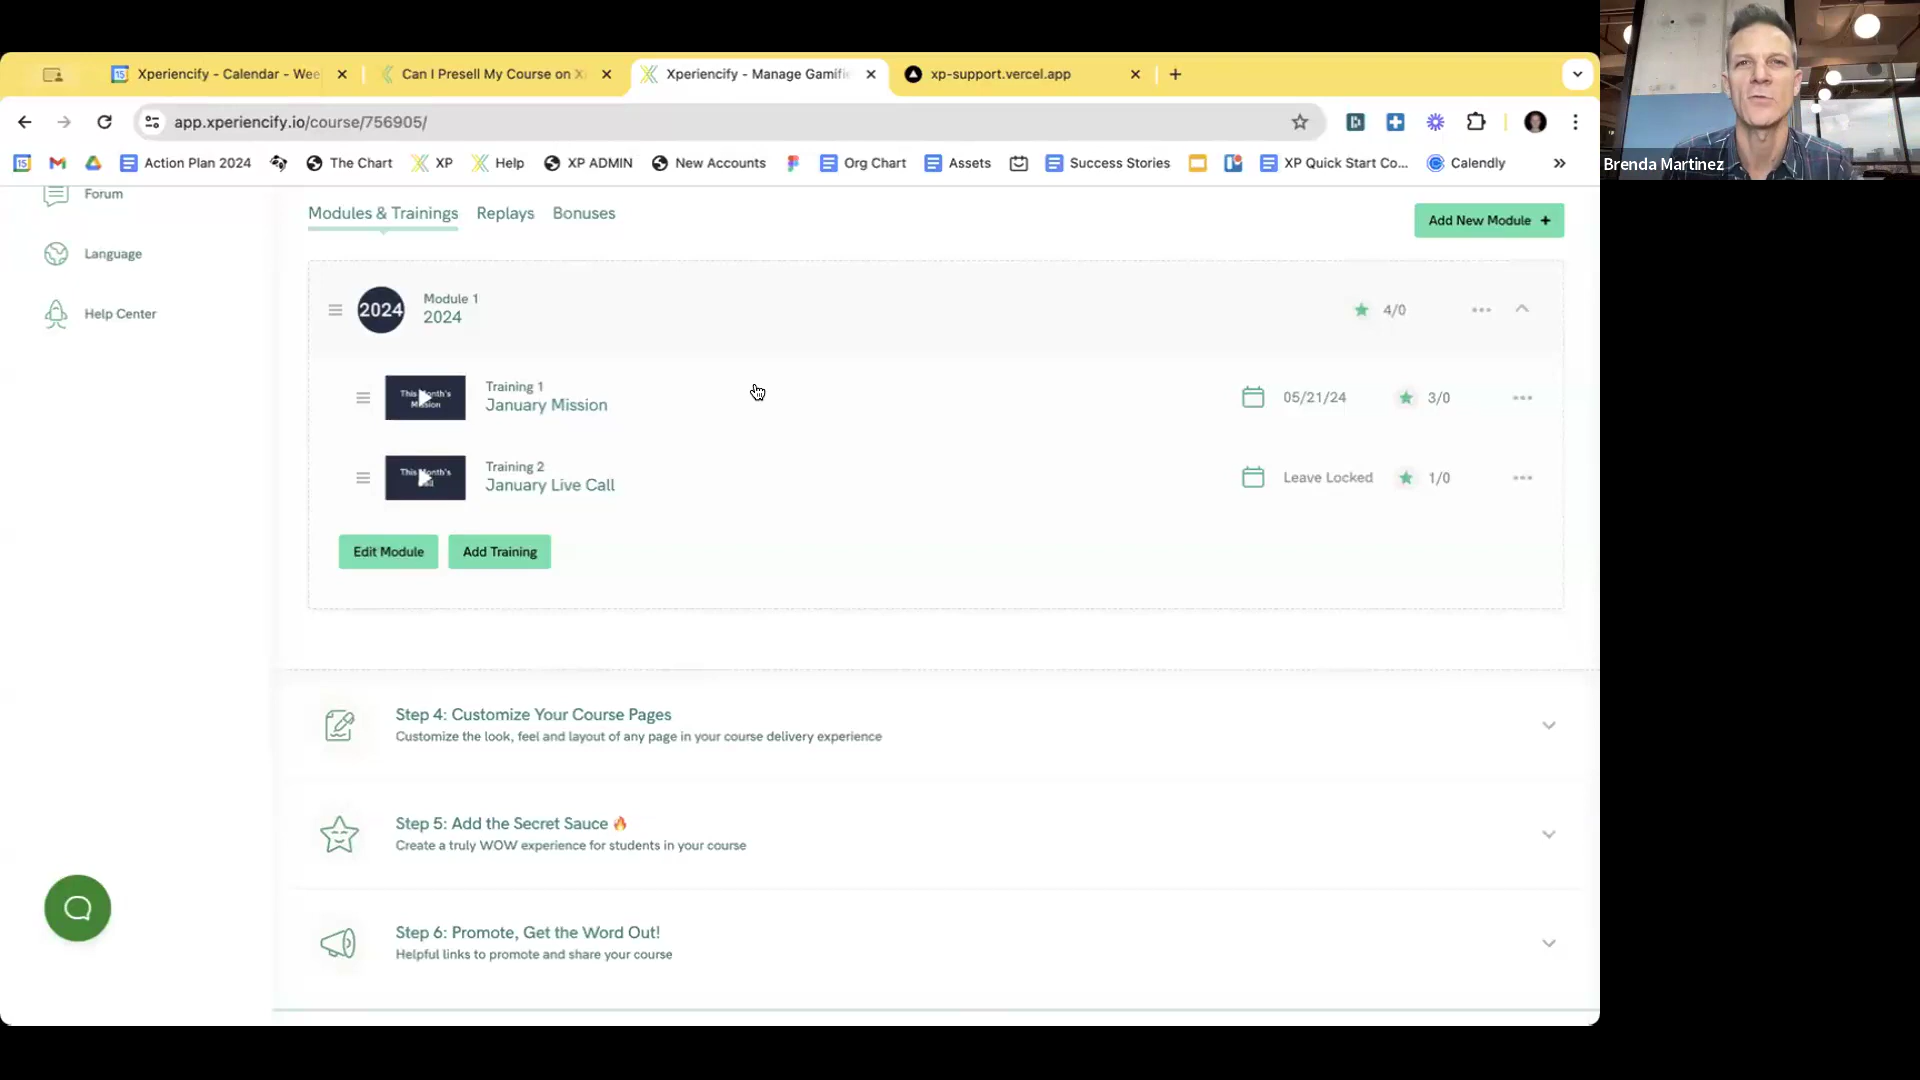 Xperiencify - Calendar - Wee
Can I Presell My Course on X
Xperiencify - Manage Gamifi
xp-support.vercel.app
app.xperiencify.io/course/756905/
15
Action Plan 2024
The Chart
XP
Help
XP ADMIN
New Accounts
Org Chart
Assets
Success Stories
XP Quick Start Co...
Calendly
Brenda Martinez
Forum
Language
Help Center
Modules & Trainings
Replays
Bonuses
Add New Module +
2024
Module 1
2024
4/0
This Month's
Mission
Training 1
January Mission
05/21/24
3/0
This Month's
Training 2
January Live Call
Leave Locked
1/0
Edit Module
Add Training
Step 4: Customize Your Course Pages
Customize the look, feel and layout of any page in your course delivery experience
Step 5: Add the Secret Sauce 🔥
Create a truly WOW experience for students in your course
Step 6: Promote, Get the Word Out!
Helpful links to promote and share your course